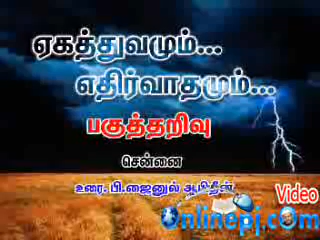 ஏகத்துவமும்...
எதிர்வாதமும்...
பகுத்தறிவு
சென்னை
உரை. பி.ஜைனுல் ஆபிதீன்
Video
Onlinepj.com